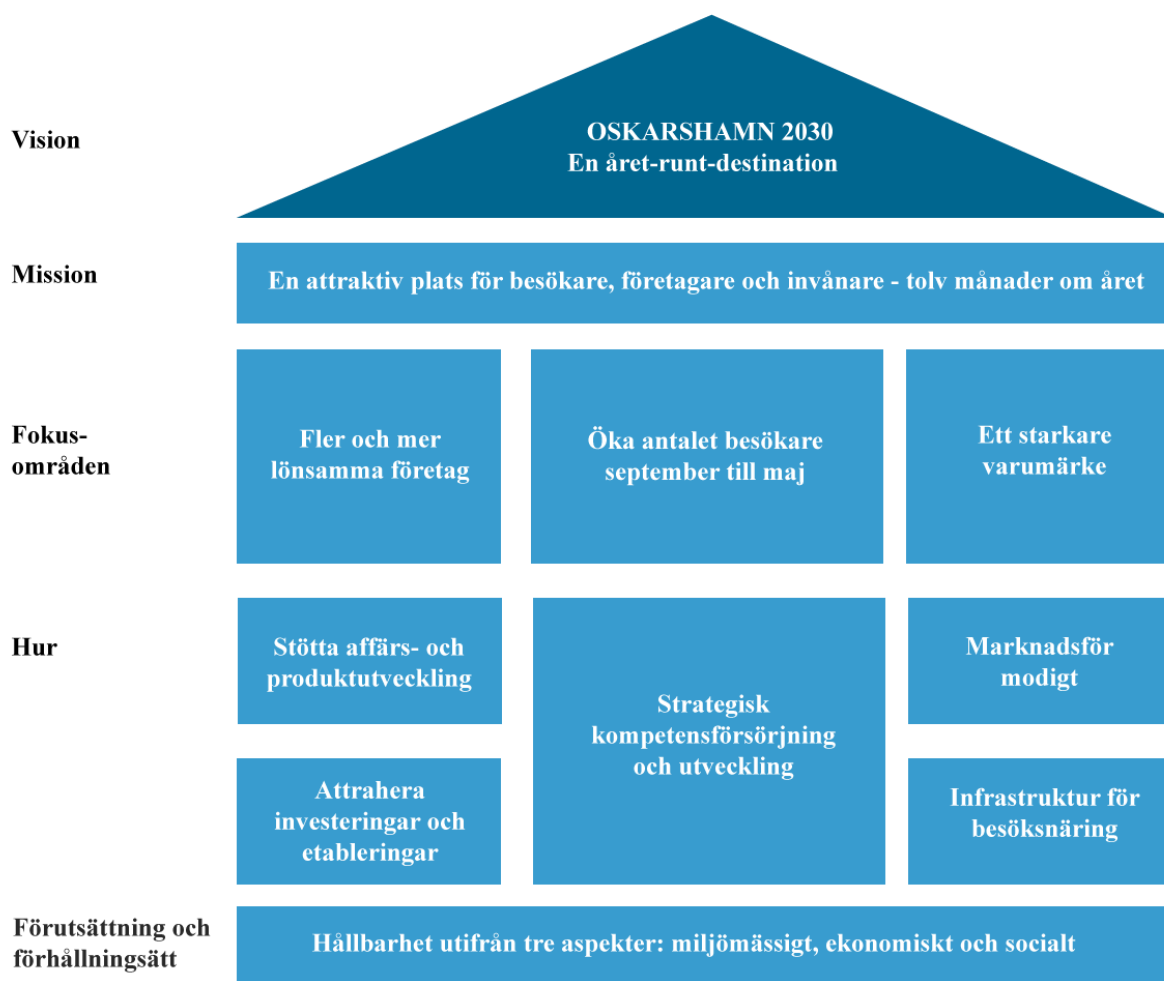 Vision
OSKARSHAMN 2030
En året-runt-destination
Mission
En attraktiv plats för besökare, företagare och invånare - tolv månader om året
Fokus-
områden
Fler och mer
lönsamma företag
Öka antalet besökare
september till maj
Ett starkare
varumärke
Hur
Stötta affärs- och
produktutveckling
Strategisk
kompetensförsörjning
och utveckling
Marknadsför
modigt
Attrahera
investeringar och
etableringar
Infrastruktur för
besöksnäring
Förutsättning och
förhållningsätt
Hållbarhet utifrån tre aspekter: miljömässigt, ekonomiskt och socialt